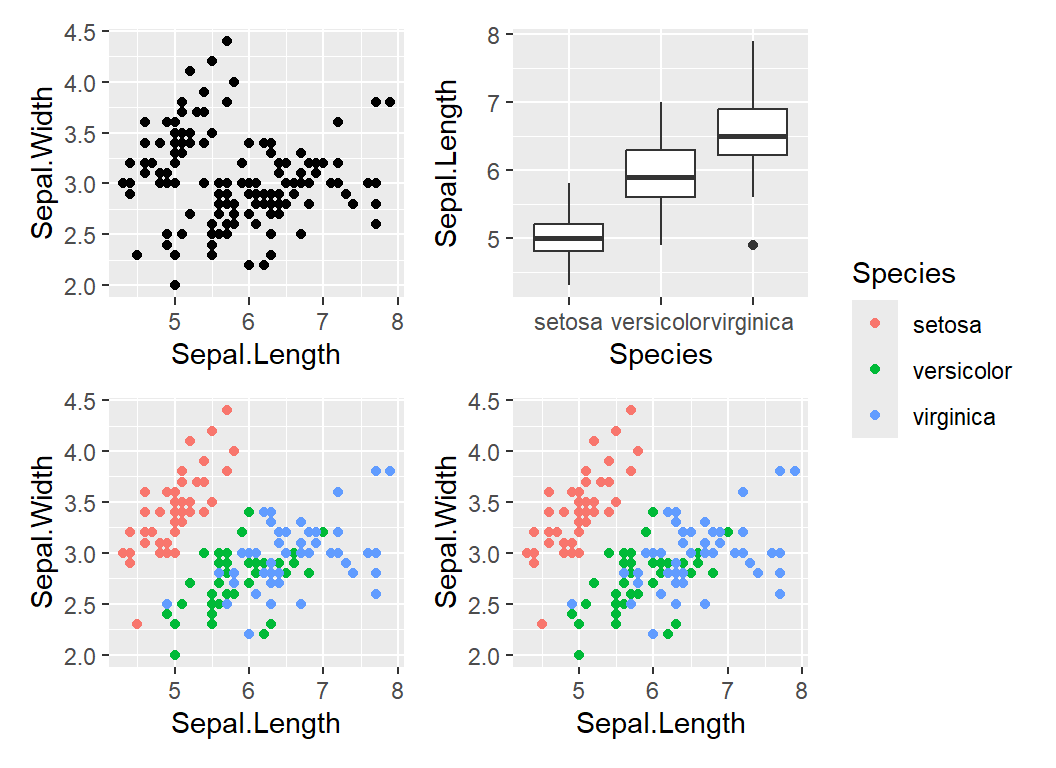 Sepal.Width
4.5
4.0
3.5
3.0
2.5
2.0
5 6 7 8
Sepal.Length
Sepal.Length
8
7
6
5
setosa versicolor virginica
Species
Sepal.Width
4.5
4.0
3.5
3.0
2.5
2.0
5 6 7 8
Sepal.Length
Sepal.Width
4.5
4.0
3.5
3.0
2.5
2.0
5 6 7 8
Sepal.Length
Species
setosa
versicolor
virginica